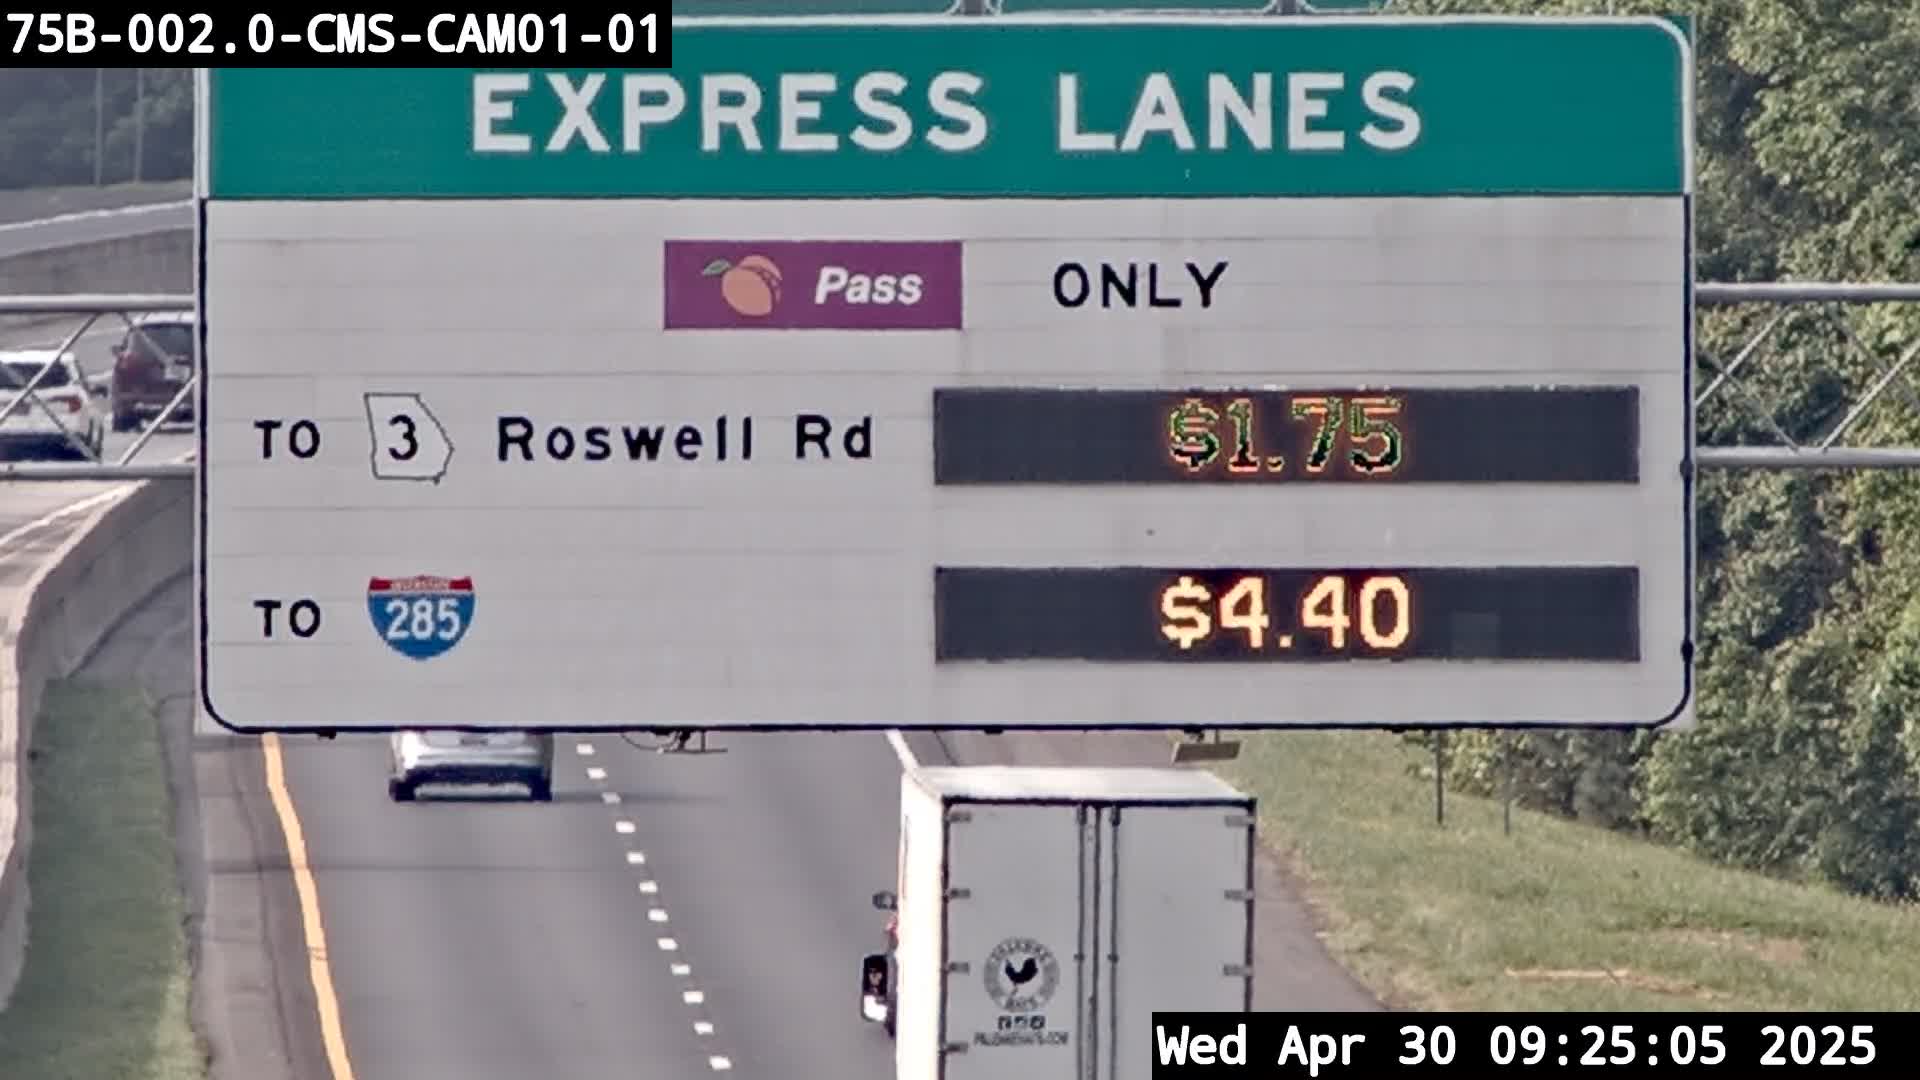 75B-002.0-CMS-CAM01-01
EXPRESS LANES
Pass ONLY
TO 3 Roswell Rd $1.75
TO INTERSTATE 285 $4.40
Wed Apr 30 09:25:05 2025